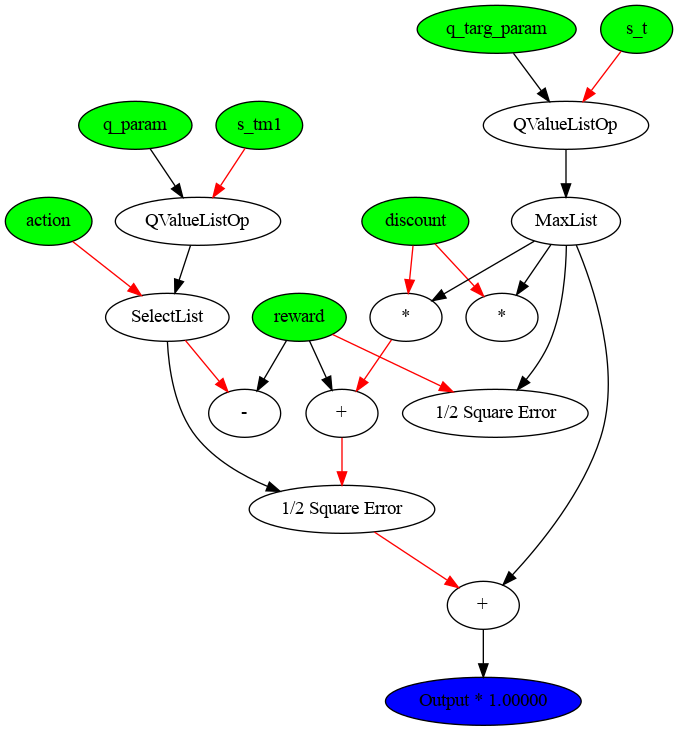 q_targ_param
s_t
q_param
s_tm1
QValueListOp
action
QValueListOp
discount
MaxList
SelectList
reward
*
*
-
+
1/2 Square Error
1/2 Square Error
+
Output * 1.00000